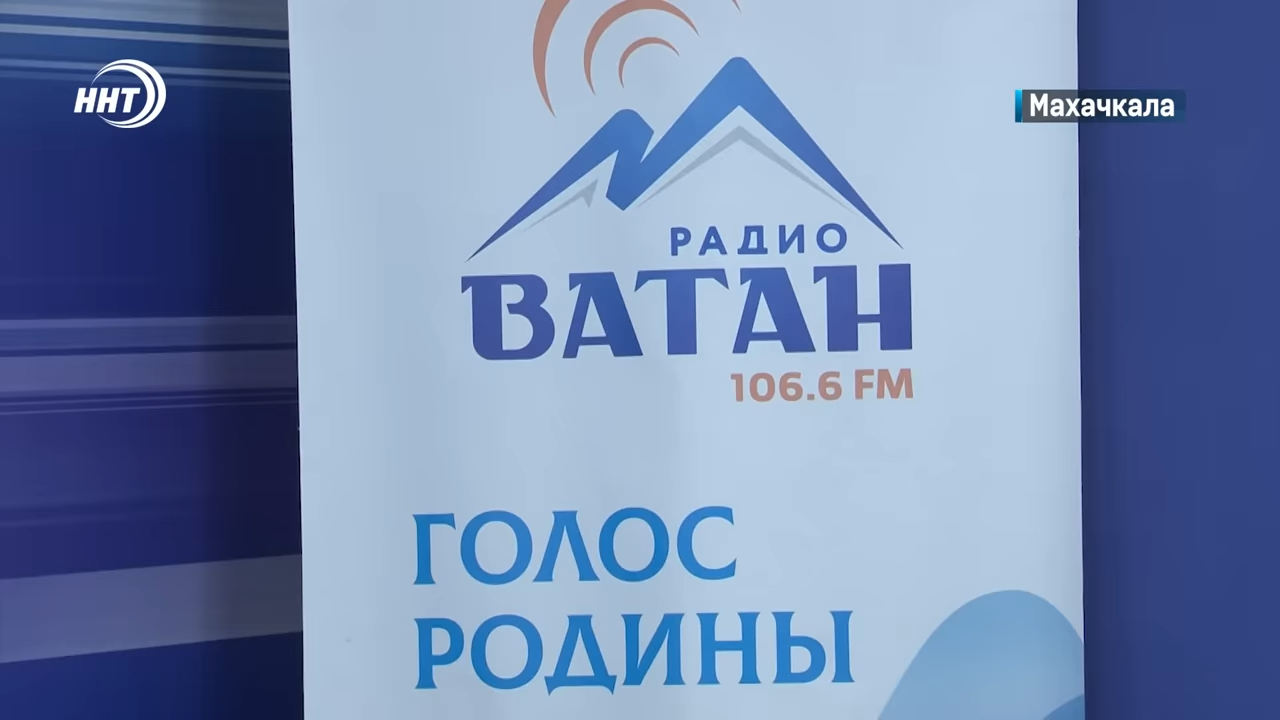 ННТ
Махачкала
РАДИО
ВАТАН
106.6 FM
ГОЛОС
РОДИНЫ